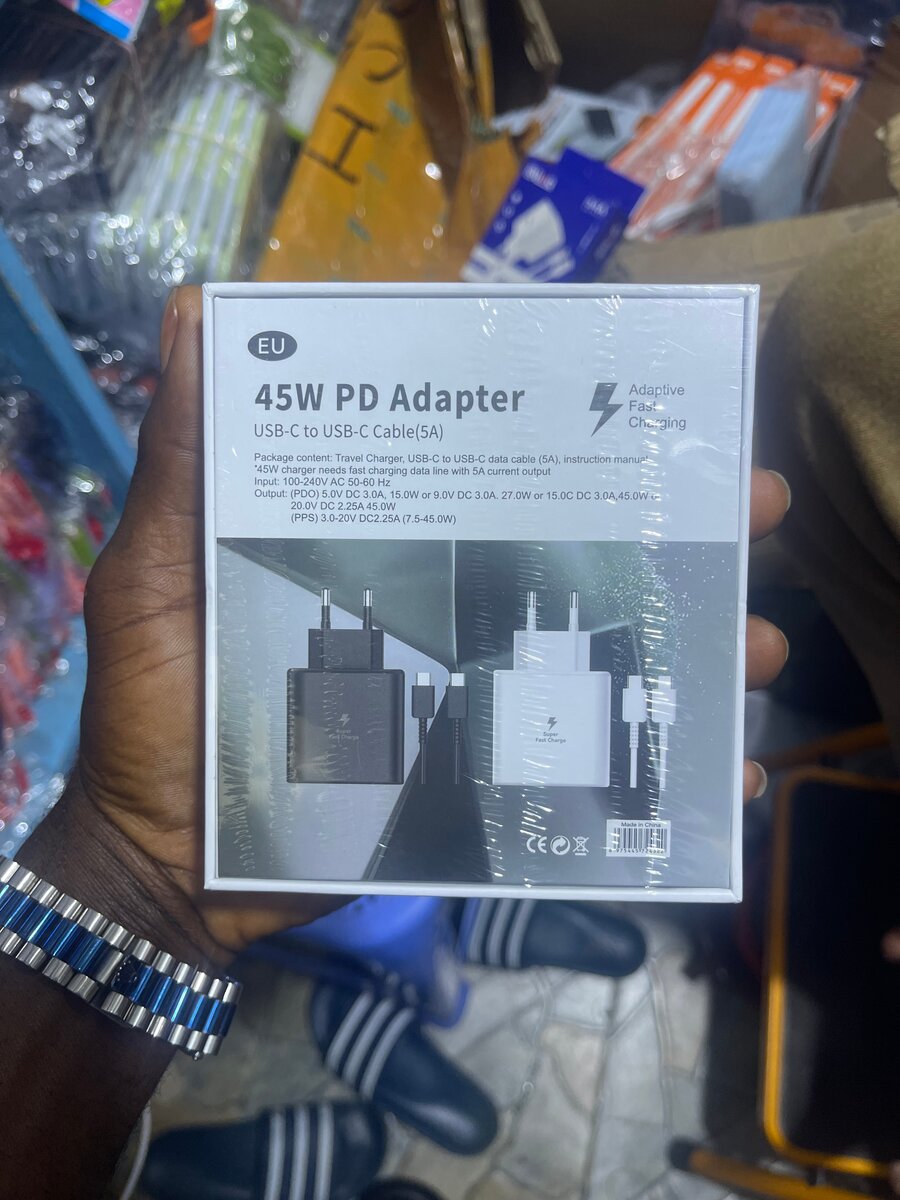 EU
45W PD Adapter
USB-C to USB-C Cable(5A)
Adaptive
Fast
Charging
Package content: Travel Charger, USB-C to USB-C data cable (5A), instruction manual
*45W charger needs fast charging data line with 5A current output
Input: 100-240V AC 50-60 Hz
Output: (PDO) 5.0V DC 3.0A, 15.0W or 9.0V DC 3.0A. 27.0W or 15.0C DC 3.0A,45.0W
20.0V DC 2.25A 45.0W
(PPS) 3.0-20V DC2.25A (7.5-45.0W)
Super
Fast Charge
Super
Fast Charge
Made in China
CE
H